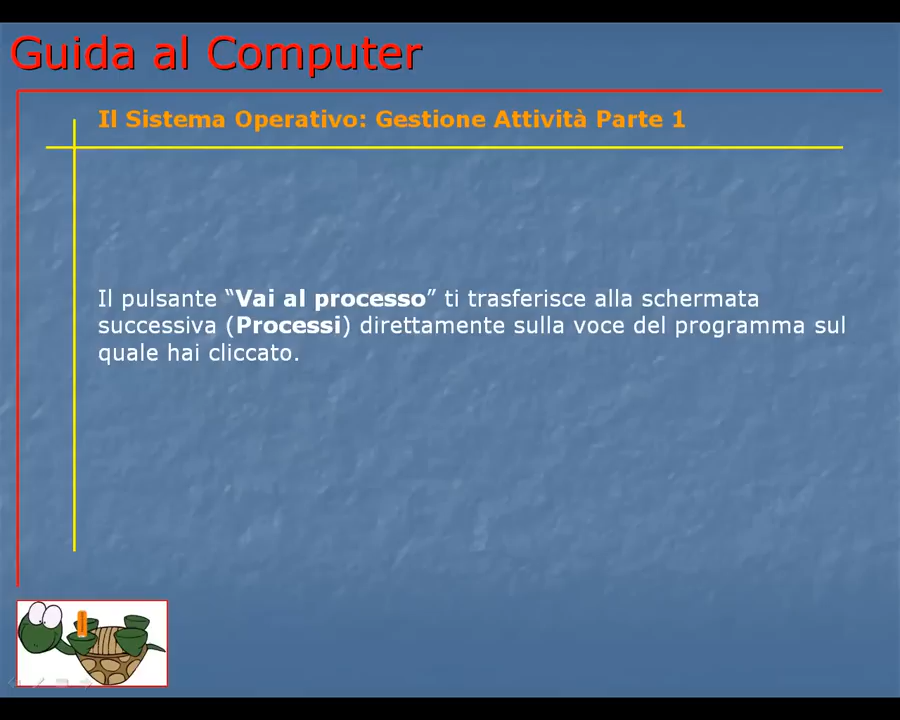 Guida al Computer
Il Sistema Operativo: Gestione Attività Parte 1
Il pulsante “Vai al processo” ti trasferisce alla schermata
successiva (Processi) direttamente sulla voce del programma sul
quale hai cliccato.